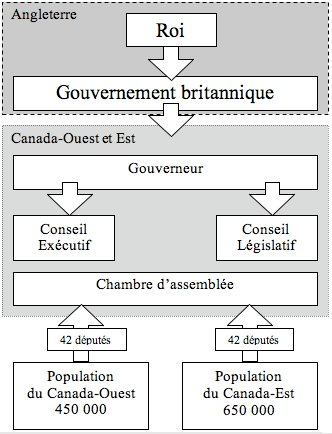 Angleterre
Roi
Gouvernement britannique
Canada-Ouest et Est
Gouverneur
Conseil
Exécutif
Conseil
Législatif
Chambre d’assemblée
42 députés
42 députés
Population
du Canada-Ouest
450 000
Population
du Canada-Est
650 000